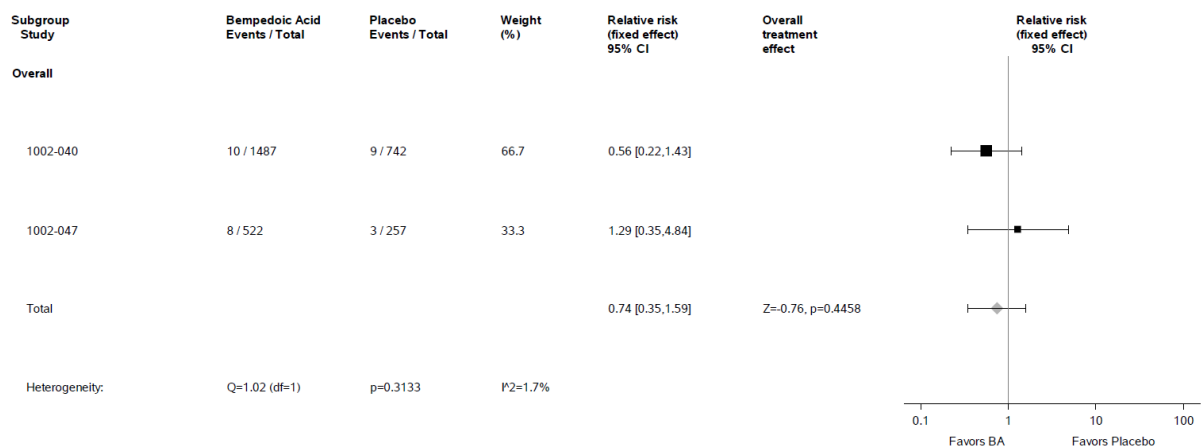 Subgroup Bempedoic Acid Placebo Weight Relative risk Overall Relative risk
Study Events / Total Events / Total (%) (fixed effect) treatment (fixed effect)
95% CI effect 95% CI
Overall
1002-040 10 / 1487 9 / 742 66.7 0.56 [0.22,1.43]
1002-047 8 / 522 3 / 257 33.3 1.29 [0.35,4.84]
Total 0.74 [0.35,1.59] Z=-0.76, p=0.4458
Heterogeneity: Q=1.02 (df=1) p=0.3133 I^2=1.7%
0.1 1 10 100
Favors BA Favors Placebo